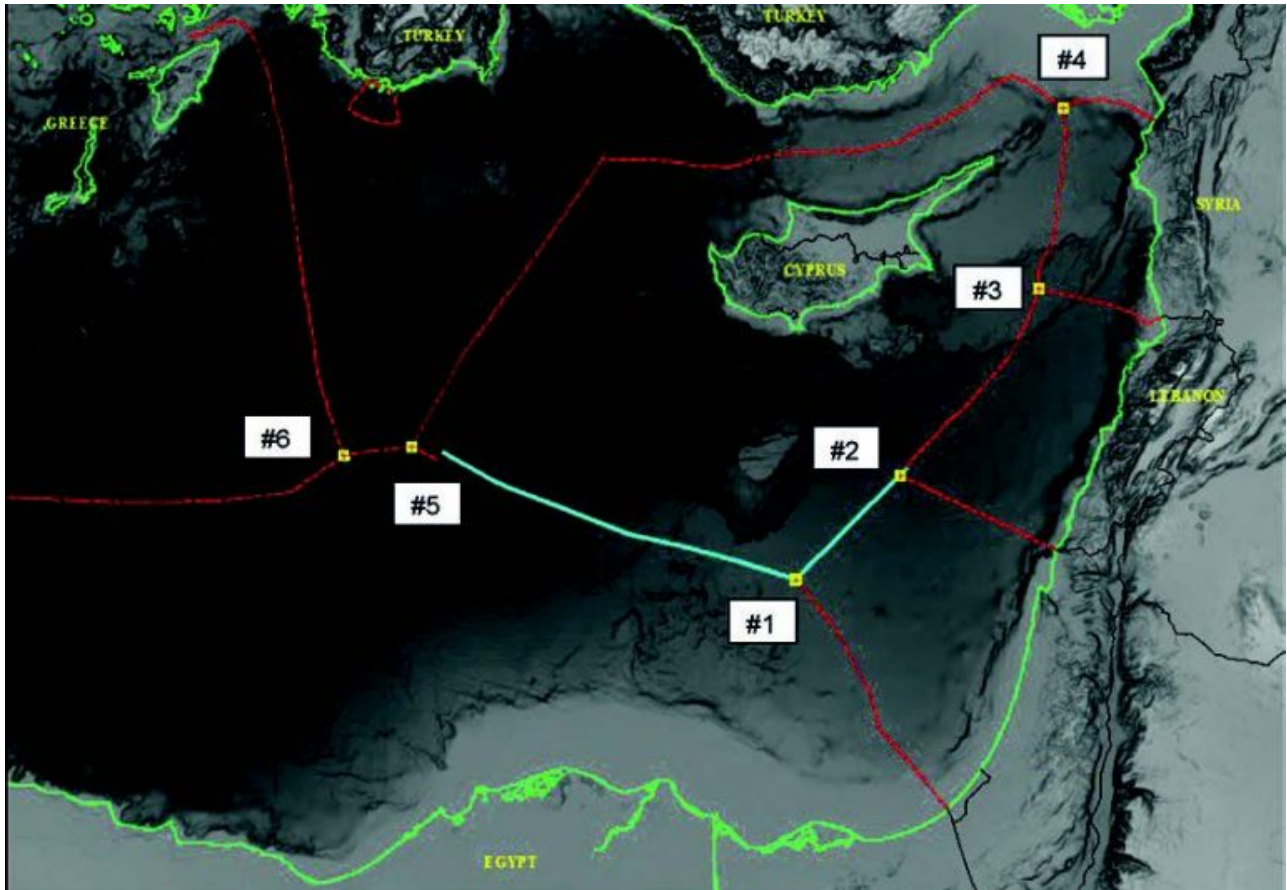 TURKEY
TURKEY
#4
GREECE
SYRIA
CYPRUS
#3
LEBANON
#6
#2
#5
#1
EGYPT